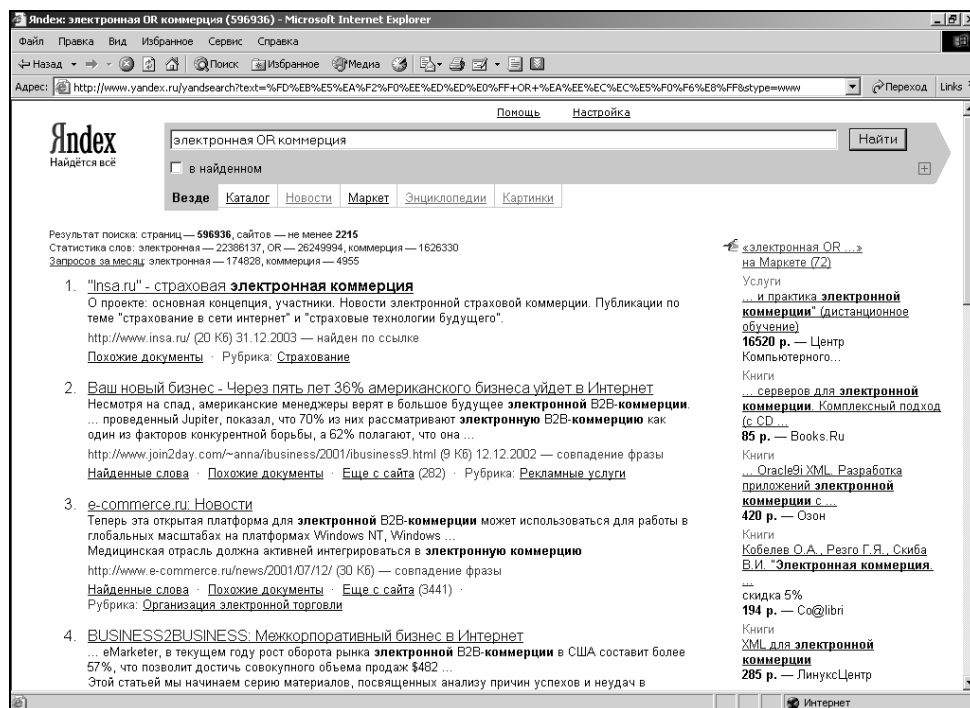 Яndex: электронная OR коммерция (596936) - Microsoft Internet Explorer
Файл Правка Вид Избранное Сервис Справка
Назад Поиск Избранное Медиа
Адрес: http://www.yandex.ru/yandsearch?text=%FD%EB%E5%EA%F2%F0%EE%ED%ED%E0%FF+OR+%EA%EE%EC%EC%E5%F0%F6%E8%FF&stype=www Переход Links
Помощь Настройка
Яndex
Найдётся всё
электронная OR коммерция Найти
в найденном
Везде Каталог Новости Маркет Энциклопедии Картинки
Результат поиска: страниц — 596936, сайтов — не менее 2215
Статистика слов: электронная — 22386137, OR — 26249994, коммерция — 1626330
Запросов за месяц: электронная — 174828, коммерция — 4955
1. "Insa.ru" - страховая электронная коммерция
О проекте: основная концепция, участники. Новости электронной страховой коммерции. Публикации по
теме "страхование в сети интернет" и "страховые технологии будущего".
http://www.insa.ru/ (20 Кб) 31.12.2003 — найден по ссылке
Похожие документы · Рубрика: Страхование
2. Ваш новый бизнес - Через пять лет 36% американского бизнеса уйдет в Интернет
Несмотря на спад, американские менеджеры верят в большое будущее электронной B2B-коммерции.
... проведенный Jupiter, показал, что 70% из них рассматривают электронную B2B-коммерцию как
один из факторов конкурентной борьбы, а 62% полагают, что она ...
http://www.join2day.com/~anna/ibusiness/2001/ibusiness9.html (9 Кб) 12.12.2002 — совпадение фразы
Найденные слова · Похожие документы · Еще с сайта (282) · Рубрика: Рекламные услуги
3. e-commerce.ru: Новости
Теперь эта открытая платформа для электронной B2B-коммерции может использоваться для работы в
глобальных масштабах на платформах Windows NT, Windows ...
Медицинская отрасль должна активней интегрироваться в электронную коммерцию
http://www.e-commerce.ru/news/2001/07/12/ (30 Кб) — совпадение фразы
Найденные слова · Похожие документы · Еще с сайта (3441) ·
Рубрика: Организация электронной торговли
4. BUSINESS2BUSINESS: Межкорпоративный бизнес в Интернет
... eMarketer, в текущем году рост оборота рынка электронной B2B-коммерции в США составит более
57%, что позволит достичь совокупного объема продаж $482 ...
Этой статьей мы начинаем серию материалов, посвященных анализу причин успехов и неудач в
«электронная OR ...»
на Маркете (72)
Услуги
... и практика электронной
коммерции" (дистанционное
обучение)
16520 р. — Центр
Компьютерного...
Книги
... серверов для электронной
коммерции. Комплексный подход
(с CD ...
85 р. — Books.Ru
Книги
... Oracle9i XML. Разработка
приложений электронной
коммерции с ...
420 р. — Озон
Книги
Кобелев О.А., Резго Г.Я., Скиба
В.И. "Электронная коммерция.
...
скидка 5%
194 р. — Co@libri
Книги
XML для электронной
коммерции
285 р. — ЛинуксЦентр
Интернет